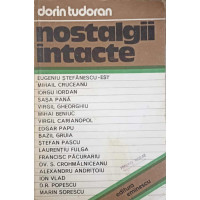 dorin tudoran
nostalgii
intacte
EUGENIU ŞTEFĂNESCU-EST
MIHAIL CRUCEANU
IORGU IORDAN
SAŞA PANĂ
VIRGIL GHEORGHIU
MIHAI BENIUC
VIRGIL CARIANOPOL
EDGAR PAPU
BAZIL GRUIA
ŞTEFAN PASCU
LAURENŢIU FULGA
FRANCISC PĂCURARIU
OV. S. CROHMĂLNICEANU
ALEXANDRU ANDRIŢOIU
ION VLAD
D.R. POPESCU
MARIN SORESCU
editura
eminescu